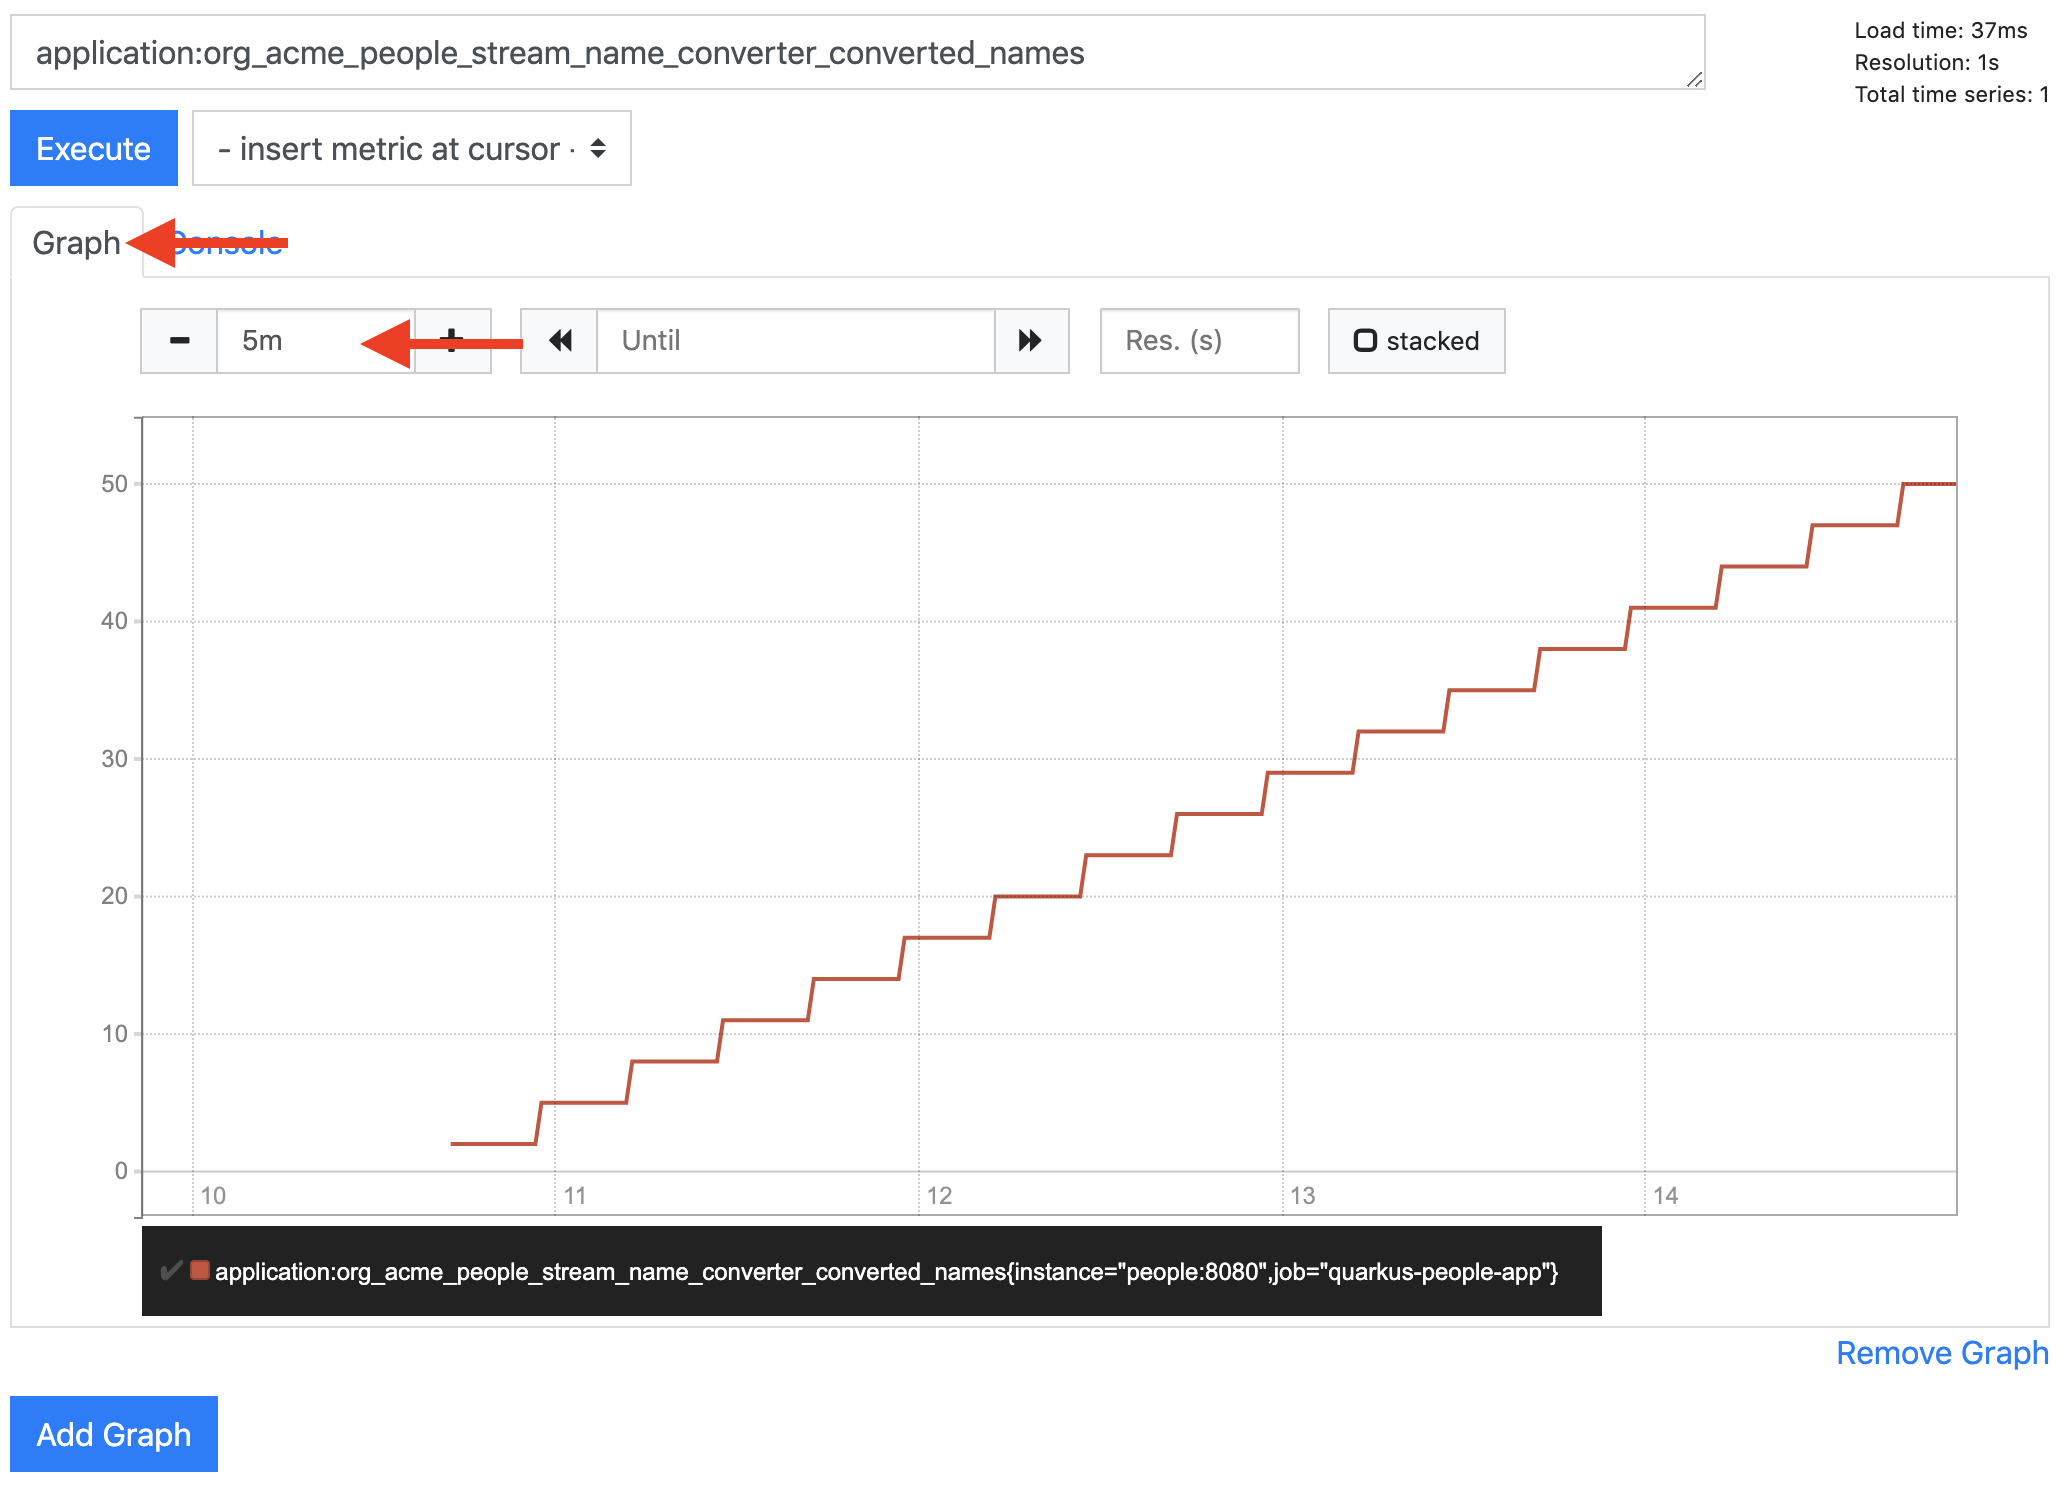 application:org_acme_people_stream_name_converter_converted_names
Load time: 37ms
Resolution: 1s
Total time series: 1
Execute
- insert metric at cursor ·
Graph
Console
5m
Until
Res. (s)
stacked
50
40
30
20
10
0
10
11
12
13
14
application:org_acme_people_stream_name_converter_converted_names{instance="people:8080",job="quarkus-people-app"}
Remove Graph
Add Graph